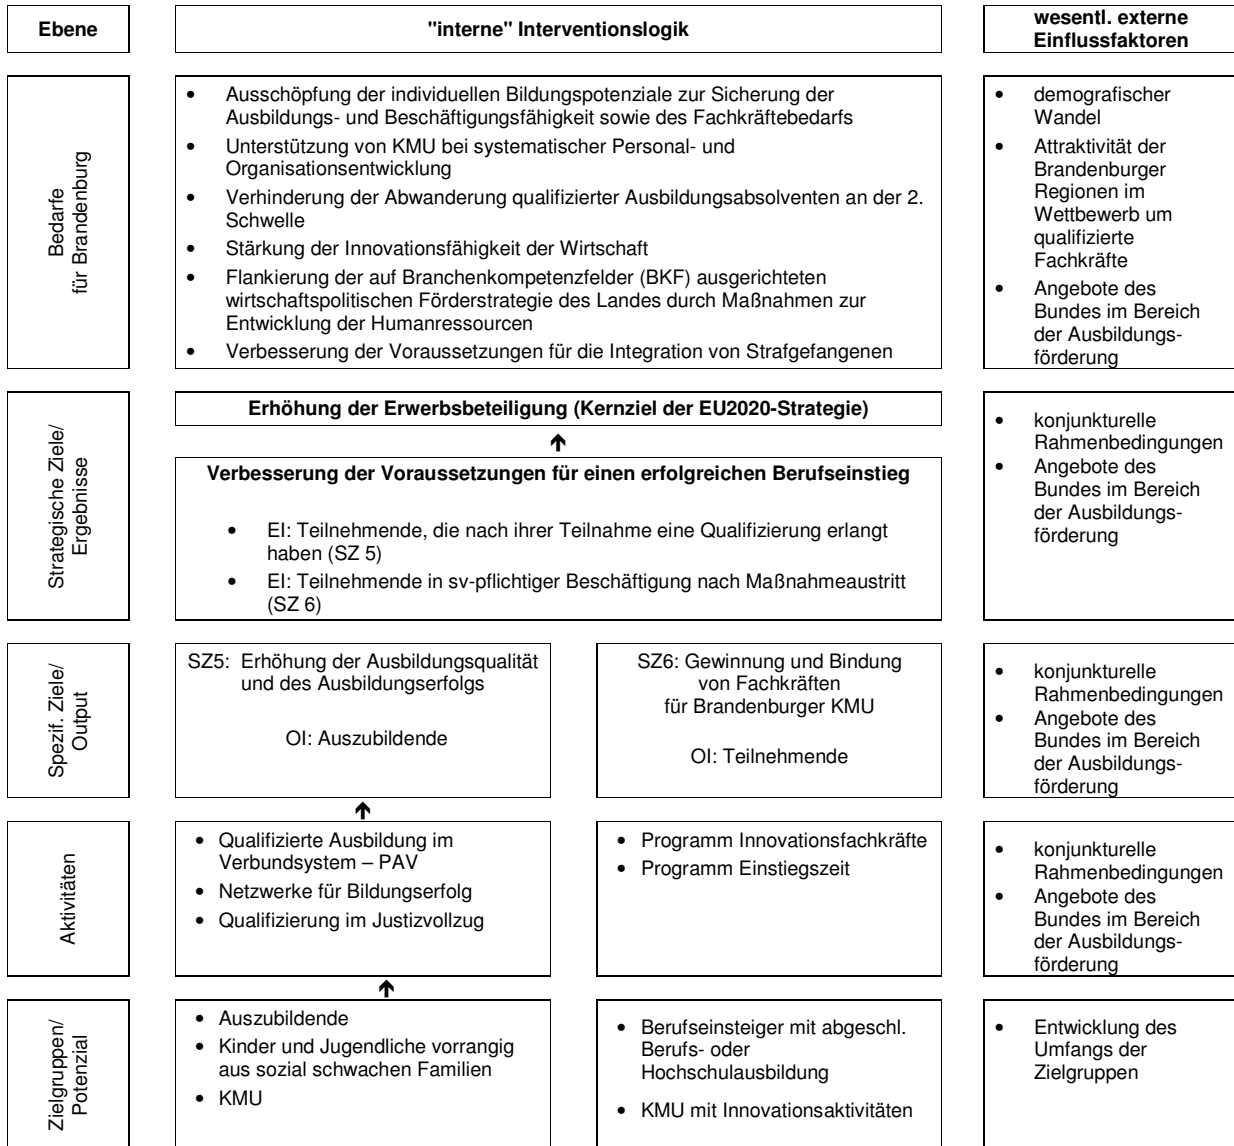 Ebene
"interne" Interventionslogik
wesentl. externe
Einflussfaktoren
Bedarfe
für Brandenburg
• Ausschöpfung der individuellen Bildungspotenziale zur Sicherung der
Ausbildungs- und Beschäftigungsfähigkeit sowie des Fachkräftebedarfs
• Unterstützung von KMU bei systematischer Personal- und
Organisationsentwicklung
• Verhinderung der Abwanderung qualifizierter Ausbildungsabsolventen an der 2.
Schwelle
• Stärkung der Innovationsfähigkeit der Wirtschaft
• Flankierung der auf Branchenkompetenzfelder (BKF) ausgerichteten
wirtschaftspolitischen Förderstrategie des Landes durch Maßnahmen zur
Entwicklung der Humanressourcen
• Verbesserung der Voraussetzungen für die Integration von Strafgefangenen
• demografischer
Wandel
• Attraktivität der
Brandenburger
Regionen im
Wettbewerb um
qualifizierte
Fachkräfte
• Angebote des
Bundes im Bereich
der Ausbildungs-
förderung
Strategische Ziele/
Ergebnisse
Erhöhung der Erwerbsbeteiligung (Kernziel der EU2020-Strategie)
Verbesserung der Voraussetzungen für einen erfolgreichen Berufseinstieg
• EI: Teilnehmende, die nach ihrer Teilnahme eine Qualifizierung erlangt
haben (SZ 5)
• EI: Teilnehmende in sv-pflichtiger Beschäftigung nach Maßnahmeaustritt
(SZ 6)
• konjunkturelle
Rahmenbedingungen
• Angebote des
Bundes im Bereich
der Ausbildungs-
förderung
Spezif. Ziele/
Output
SZ5: Erhöhung der Ausbildungsqualität
und des Ausbildungserfolgs
OI: Auszubildende
SZ6: Gewinnung und Bindung
von Fachkräften
für Brandenburger KMU
OI: Teilnehmende
• konjunkturelle
Rahmenbedingungen
• Angebote des
Bundes im Bereich
der Ausbildungs-
förderung
Aktivitäten
• Qualifizierte Ausbildung im
Verbundsystem – PAV
• Netzwerke für Bildungserfolg
• Qualifizierung im Justizvollzug
• Programm Innovationsfachkräfte
• Programm Einstiegszeit
• konjunkturelle
Rahmenbedingungen
• Angebote des
Bundes im Bereich
der Ausbildungs-
förderung
Zielgruppen/
Potenzial
• Auszubildende
• Kinder und Jugendliche vorrangig
aus sozial schwachen Familien
• KMU
• Berufseinsteiger mit abgeschl.
Berufs- oder
Hochschulausbildung
• KMU mit Innovationsaktivitäten
• Entwicklung des
Umfangs der
Zielgruppen